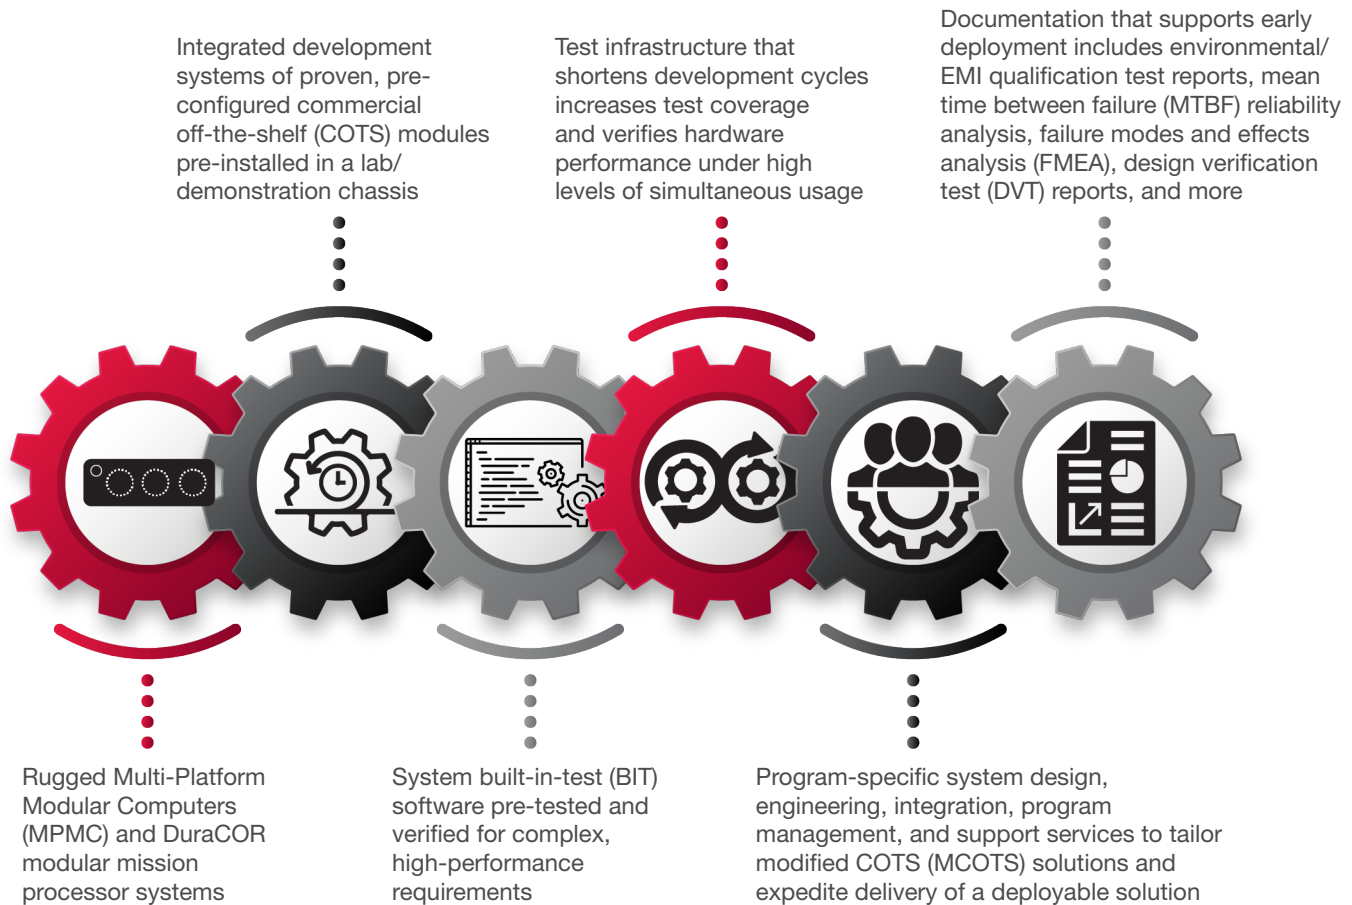 Integrated development
systems of proven, pre-
configured commercial
off-the-shelf (COTS) modules
pre-installed in a lab/
demonstration chassis
Test infrastructure that
shortens development cycles
increases test coverage
and verifies hardware
performance under high
levels of simultaneous usage
Documentation that supports early
deployment includes environmental/
EMI qualification test reports, mean
time between failure (MTBF) reliability
analysis, failure modes and effects
analysis (FMEA), design verification
test (DVT) reports, and more
Rugged Multi-Platform
Modular Computers
(MPMC) and DuraCOR
modular mission
processor systems
System built-in-test (BIT)
software pre-tested and
verified for complex,
high-performance
requirements
Program-specific system design,
engineering, integration, program
management, and support services to tailor
modified COTS (MCOTS) solutions and
expedite delivery of a deployable solution